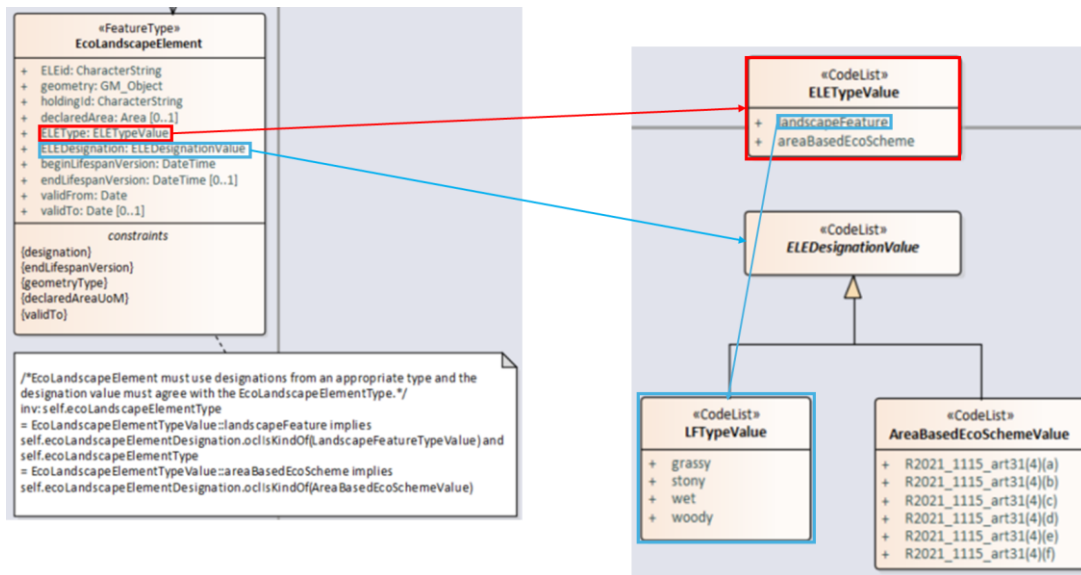 «FeatureType»
EcoLandscapeElement
+ ELEid: CharacterString
+ geometry: GM_Object
+ holdingId: CharacterString
+ declaredArea: Area [0..1]
+ ELEType: ELETypeValue
+ ELEDesignation: ELEDesignationValue
+ beginLifespanVersion: DateTime
+ endLifespanVersion: DateTime [0..1]
+ validFrom: Date
+ validTo: Date [0..1]
constraints
{designation}
{endLifespanVersion}
{geometryType}
{declaredAreaUoM}
{validTo}
/*EcoLandscapeElement must use designations from an appropriate type and the
designation value must agree with the EcoLandscapeElementType.*/
inv: self.ecoLandscapeElementType
= EcoLandscapeElementTypeValue::landscapeFeature implies
self.ecoLandscapeElementDesignation.oclIsKindOf(LandscapeFeatureTypeValue) and
self.ecoLandscapeElementType
= EcoLandscapeElementTypeValue::areaBasedEcoScheme implies
self.ecoLandscapeElementDesignation.oclIsKindOf(AreaBasedEcoSchemeValue)
«CodeList»
ELETypeValue
+ landscapeFeature
+ areaBasedEcoScheme
«CodeList»
ELEDesignationValue
«CodeList»
LFTypeValue
+ grassy
+ stony
+ wet
+ woody
«CodeList»
AreaBasedEcoSchemeValue
+ R2021_1115_art31(4)(a)
+ R2021_1115_art31(4)(b)
+ R2021_1115_art31(4)(c)
+ R2021_1115_art31(4)(d)
+ R2021_1115_art31(4)(e)
+ R2021_1115_art31(4)(f)